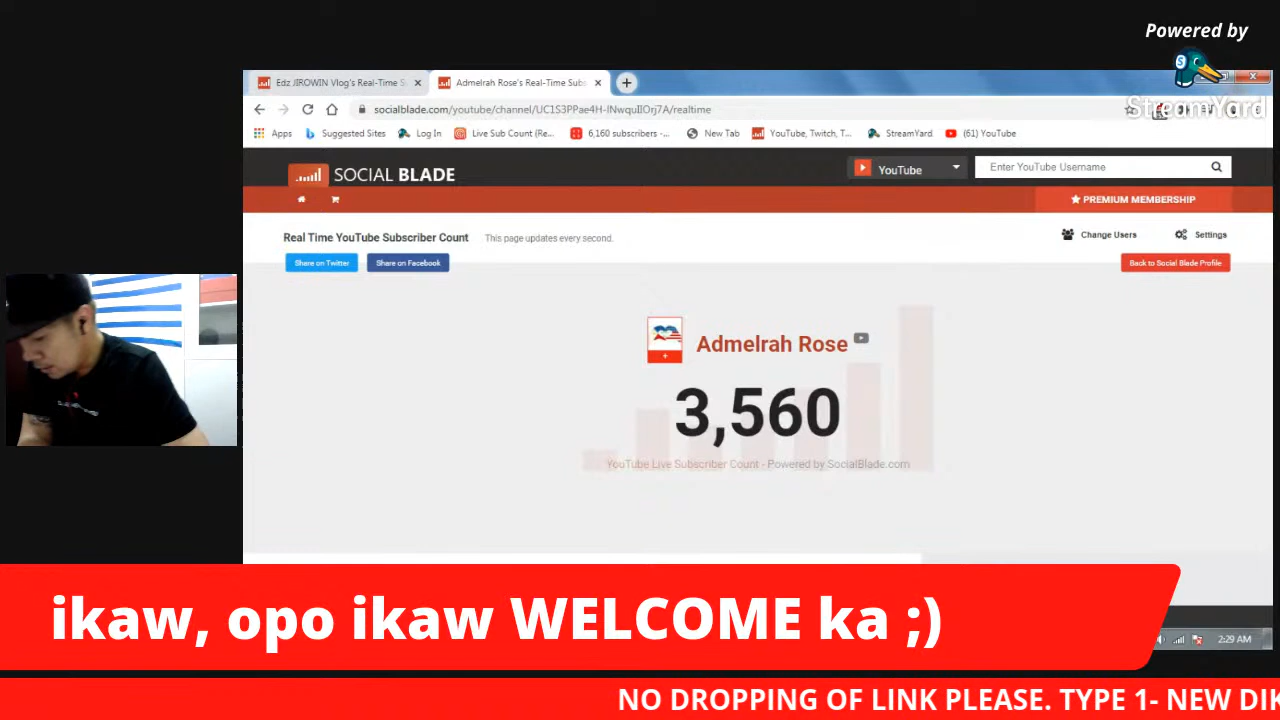 Powered by
StreamYard
Edz JIROWIN Vlog's Real-Time S
Admelrah Rose's Real-Time Subs
socialblade.com/youtube/channel/UC1S3PPae4H-lNwquIIOrj7A/realtime
Apps
Suggested Sites
Log In
Live Sub Count (Re...
6,160 subscribers -...
New Tab
YouTube, Twitch, T...
StreamYard
(61) YouTube
SOCIAL BLADE
YouTube
Enter YouTube Username
PREMIUM MEMBERSHIP
Real Time YouTube Subscriber Count
This page updates every second.
Change Users
Settings
Share on Twitter
Share on Facebook
Back to Social Blade Profile
Admelrah Rose
3,560
YouTube Live Subscriber Count - Powered by SocialBlade.com
ikaw, opo ikaw WELCOME ka ;)
2:29 AM
NO DROPPING OF LINK PLEASE. TYPE 1- NEW DIK